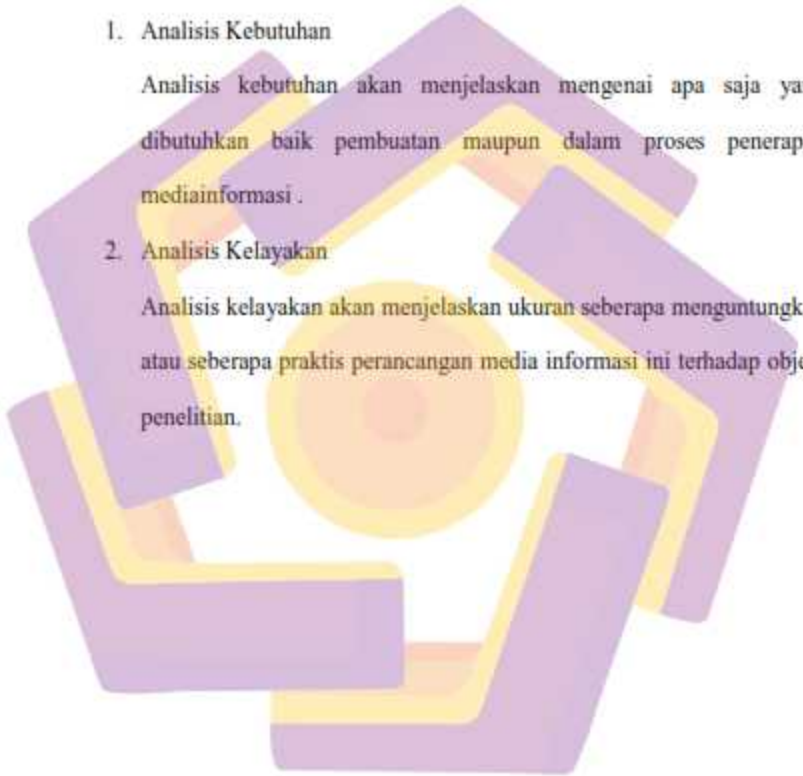 1. Analisis Kebutuhan
Analisis kebutuhan akan menjelaskan mengenai apa saja ya
dibutuhkan baik pembuatan maupun dalam proses penerap
mediainformasi .
2. Analisis Kelayakan
Analisis kelayakan akan menjelaskan ukuran seberapa menguntungk
atau seberapa praktis perancangan media informasi ini terhadap obje
penelitian.